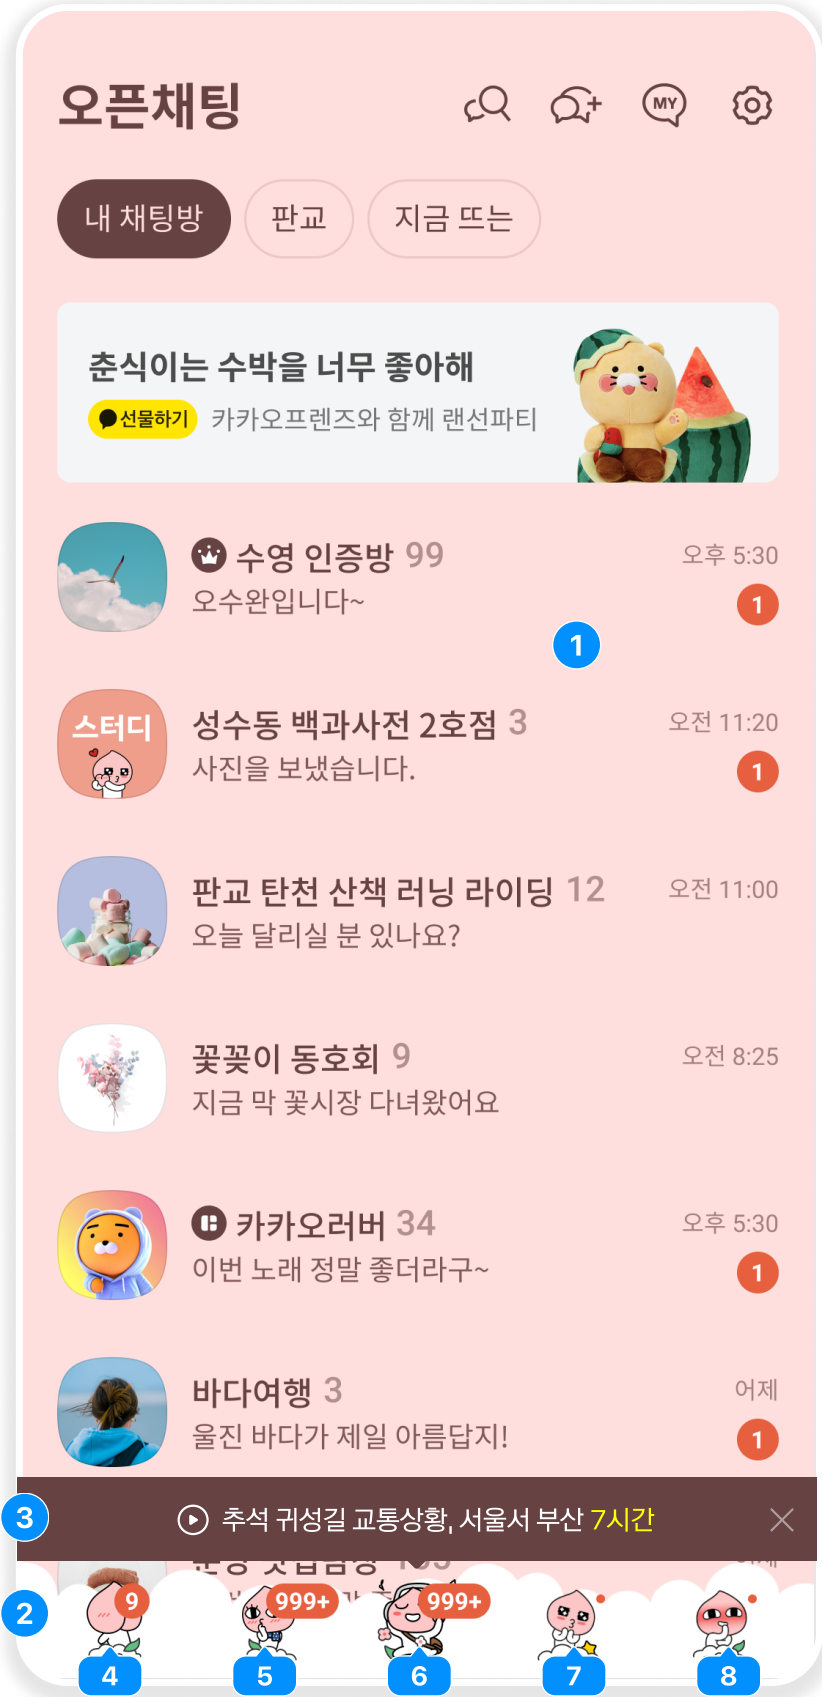 오픈채팅
MY
내 채팅방 판교 지금 뜨는
춘식이는 수박을 너무 좋아해
선물하기 카카오프렌즈와 함께 랜선파티
수영 인증방 99 오후 5:30
오수완입니다~ 1
1
성수동 백과사전 2호점 3 오전 11:20
스터디
사진을 보냈습니다. 1
판교 탄천 산책 러닝 라이딩 12 오전 11:00
오늘 달리실 분 있나요?
꽃꽂이 동호회 9 오전 8:25
지금 막 꽃시장 다녀왔어요
카카오러버 34 오후 5:30
이번 노래 정말 좋더라구~ 1
바다여행 3 어제
울진 바다가 제일 아름답지! 1
3 추석 귀성길 교통상황, 서울서 부산 7시간
2 9 999+ 999+
4 5 6 7 8